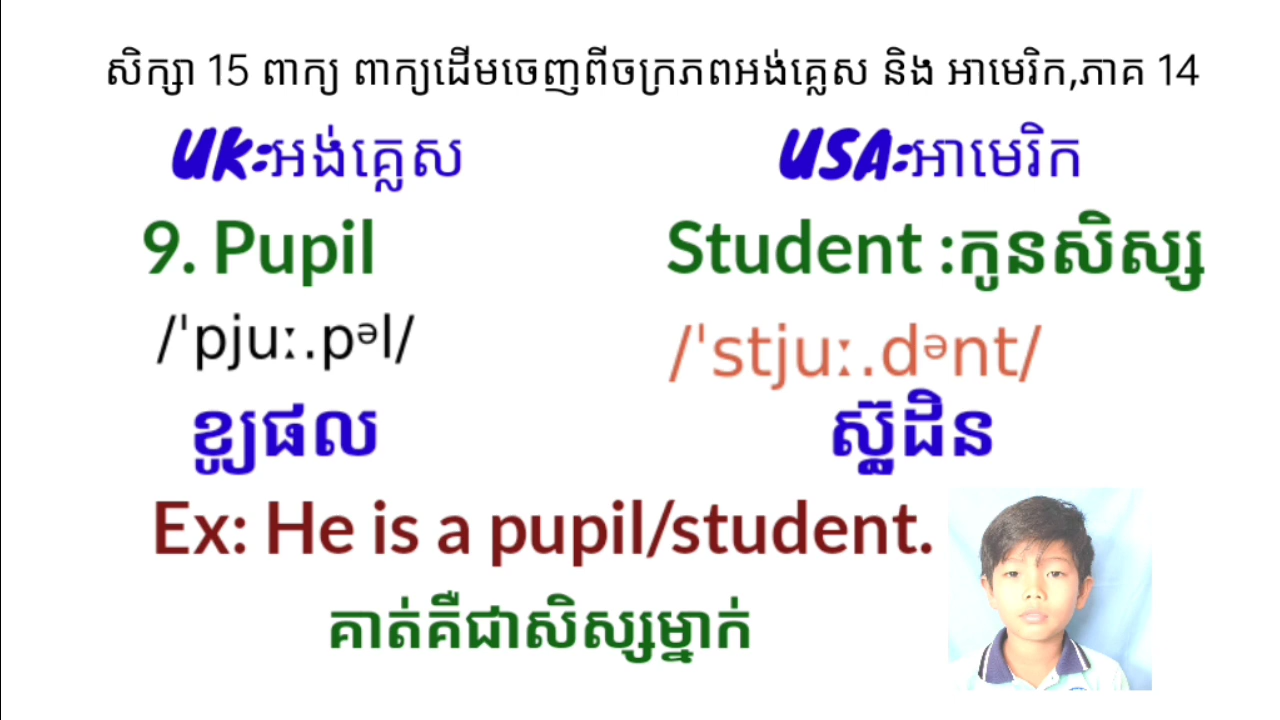 សិក្សា 15 ពាក្យ ពាក្យដើមចេញពីចក្រភពអង់គ្លេស និង អាមេរិក,ភាគ 14
UK:អង់គ្លេស USA:អាមេរិក
9. Pupil Student :កូនសិស្ស
/ˈpjuː.pᵊl/ /ˈstjuː.dᵊnt/
ខ្យូផល ស្ឌូដិន
Ex: He is a pupil/student.
គាត់គឺជាសិស្សម្នាក់